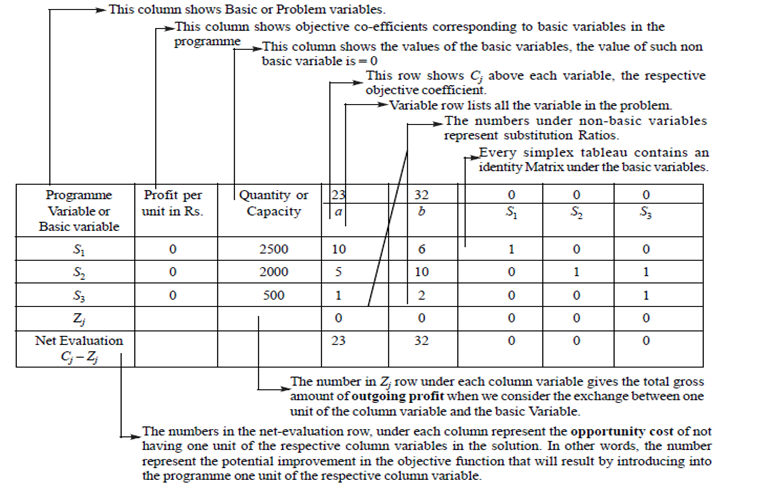 This column shows Basic or Problem variables.
This column shows objective co-efficients corresponding to basic variables in the
programme
This column shows the values of the basic variables, the value of such non
basic variable is = 0
This row shows Cj above each variable, the respective
objective coefficient.
Variable row lists all the variable in the problem.
The numbers under non-basic variables
represent substitution Ratios.
Every simplex tableau contains an
identity Matrix under the basic variables.
Programme Profit per Quantity or 23 32 0 0 0
Variable or unit in Rs. Capacity a b S1 S2 S3
Basic variable
S1 0 2500 10 6 1 0 0
S2 0 2000 5 10 0 1 1
S3 0 500 1 2 0 0 1
Zj 0 0 0 0 0
Net Evaluation 23 32 0 0 0
Cj – Zj
The number in Zj row under each column variable gives the total gross
amount of outgoing profit when we consider the exchange between one
unit of the column variable and the basic Variable.
The numbers in the net-evaluation row, under each column represent the opportunity cost of not
having one unit of the respective column variables in the solution. In other words, the number
represent the potential improvement in the objective function that will result by introducing into
the programme one unit of the respective column variable.